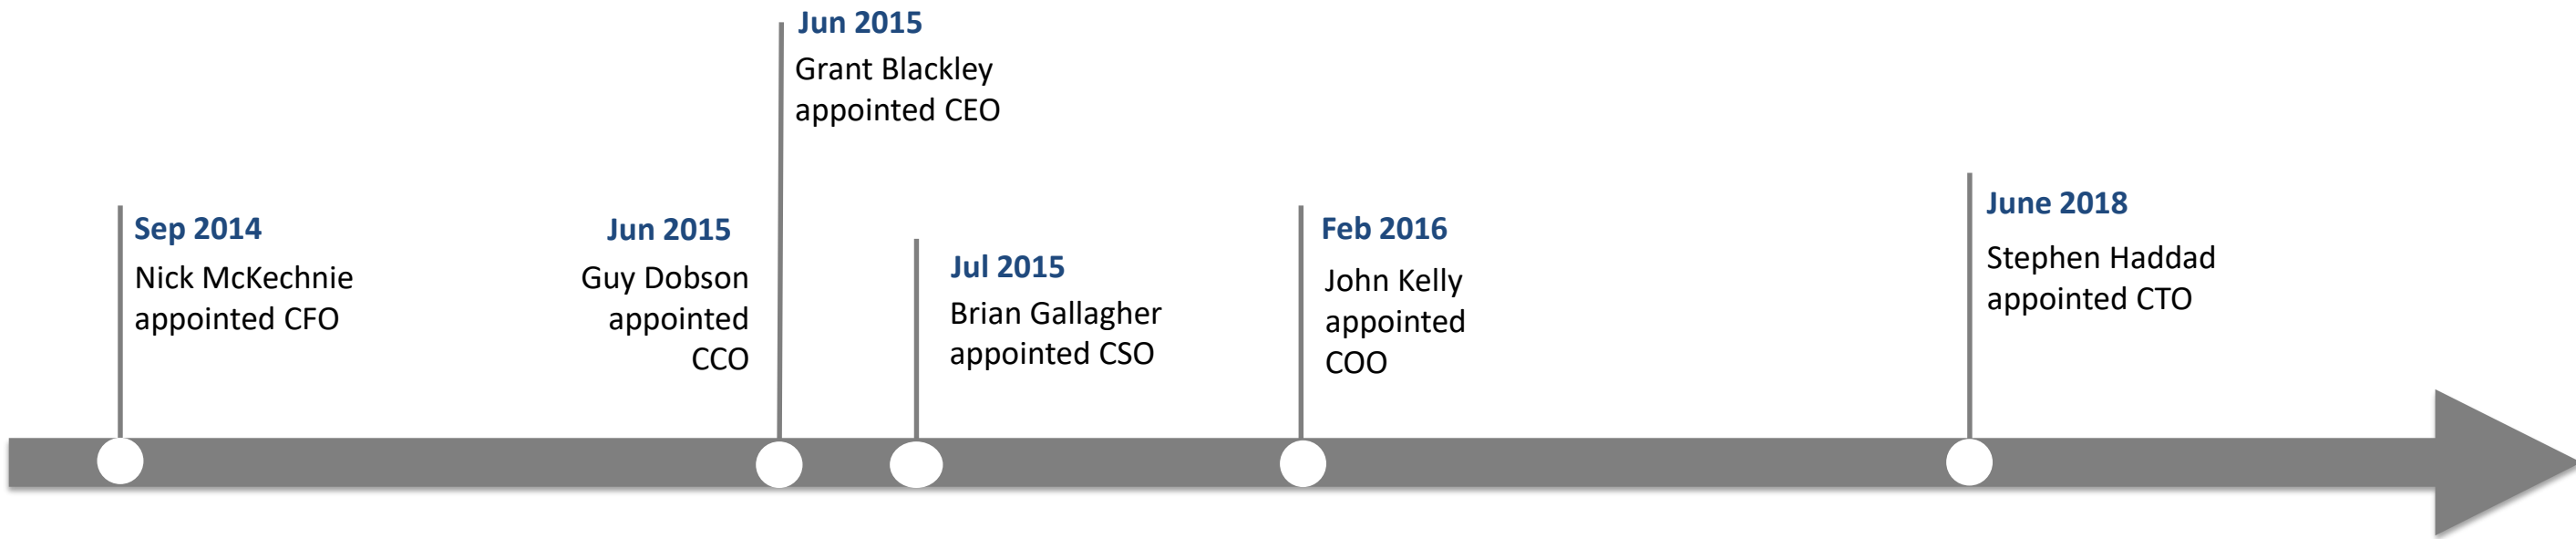 Sep 2014
Nick McKechnie
appointed CFO
Jun 2015
Guy Dobson
appointed
CCO
Jun 2015
Grant Blackley
appointed CEO
Jul 2015
Brian Gallagher
appointed CSO
Feb 2016
John Kelly
appointed
COO
June 2018
Stephen Haddad
appointed CTO